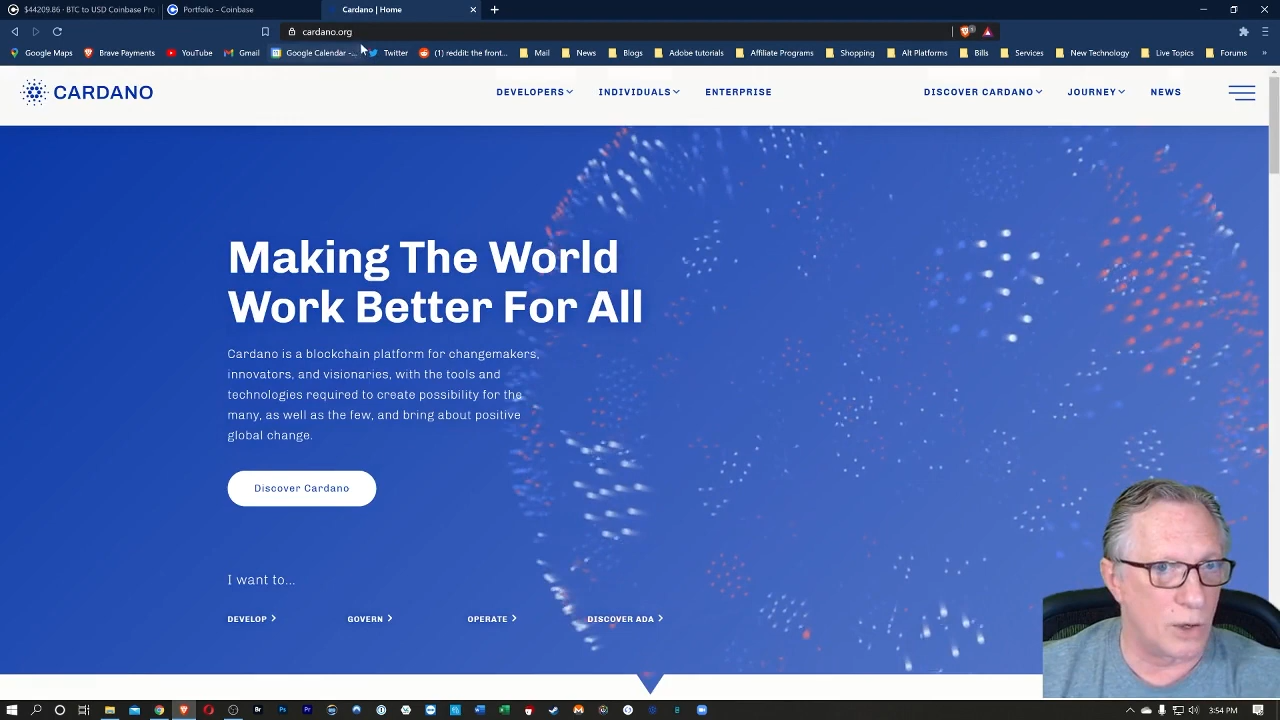 $44209.86 · BTC to USD Coinbase Pro
Portfolio - Coinbase
Cardano | Home
cardano.org
Google Maps
Brave Payments
YouTube
Gmail
Google Calendar -...
Twitter
(1) reddit: the front...
Mail
News
Blogs
Adobe tutorials
Affiliate Programs
Shopping
Alt Platforms
Bills
Services
New Technology
Live Topics
Forums
»
CARDANO
DEVELOPERS
INDIVIDUALS
ENTERPRISE
DISCOVER CARDANO
JOURNEY
NEWS
Making The World
Work Better For All
Cardano is a blockchain platform for changemakers,
innovators, and visionaries, with the tools and
technologies required to create possibility for the
many, as well as the few, and bring about positive
global change.
Discover Cardano
I want to...
DEVELOP
GOVERN
OPERATE
DISCOVER ADA
Br
Ps
Pr
3:54 PM